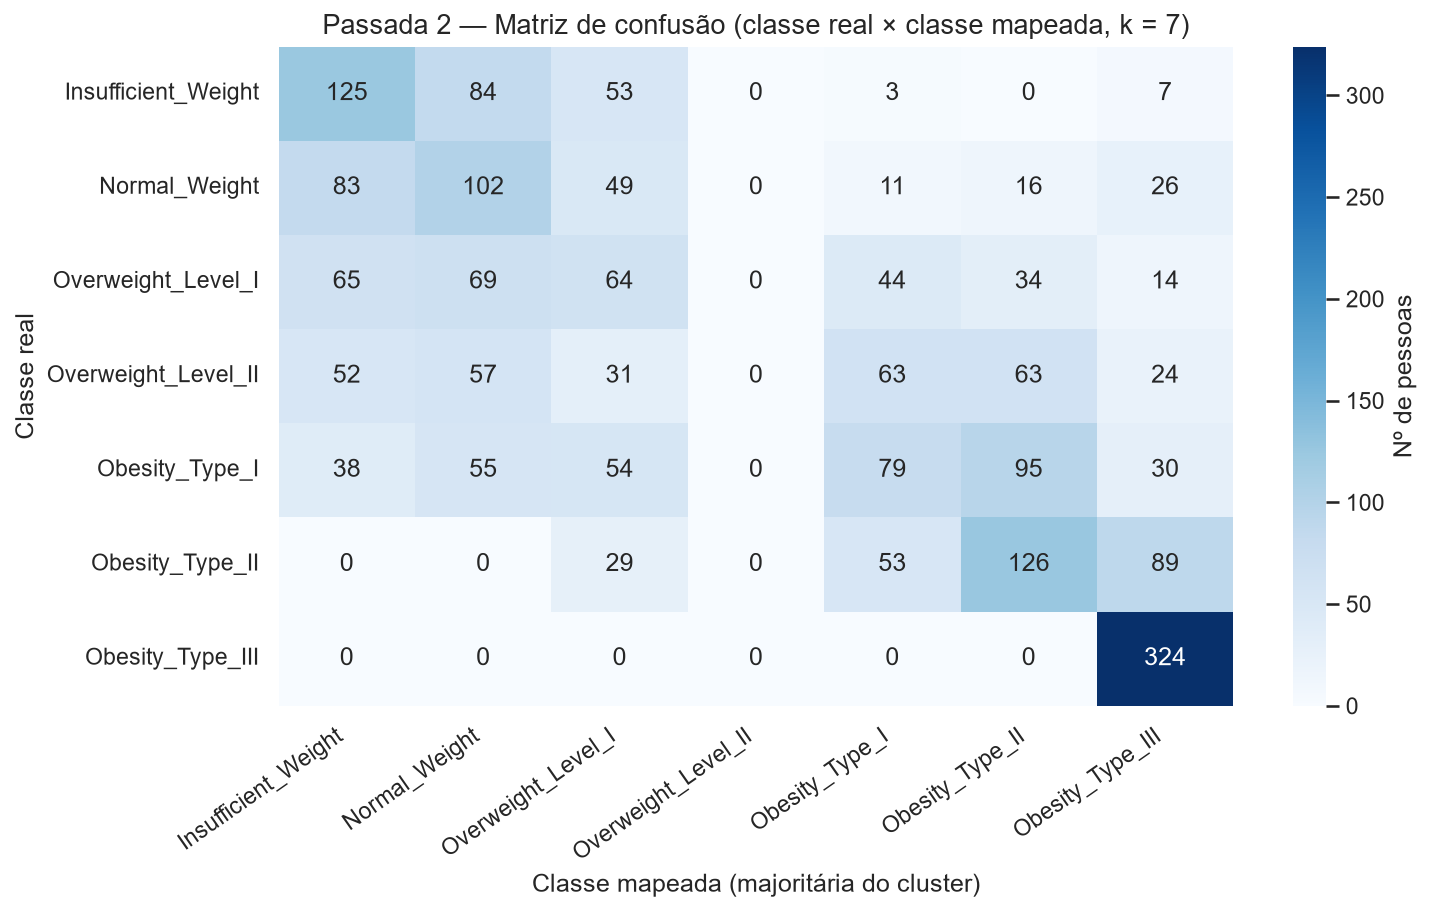 Passada 2 — Matriz de confusão (classe real × classe mapeada, k = 7)
Classe real
Insufficient_Weight 125 84 53 0 3 0 7
Normal_Weight 83 102 49 0 11 16 26
Overweight_Level_I 65 69 64 0 44 34 14
Overweight_Level_II 52 57 31 0 63 63 24
Obesity_Type_I 38 55 54 0 79 95 30
Obesity_Type_II 0 0 29 0 53 126 89
Obesity_Type_III 0 0 0 0 0 0 324
Insufficient_Weight Normal_Weight Overweight_Level_I Overweight_Level_II Obesity_Type_I Obesity_Type_II Obesity_Type_III
Classe mapeada (majoritária do cluster)
300
250
200
150
100
50
0
Nº de pessoas